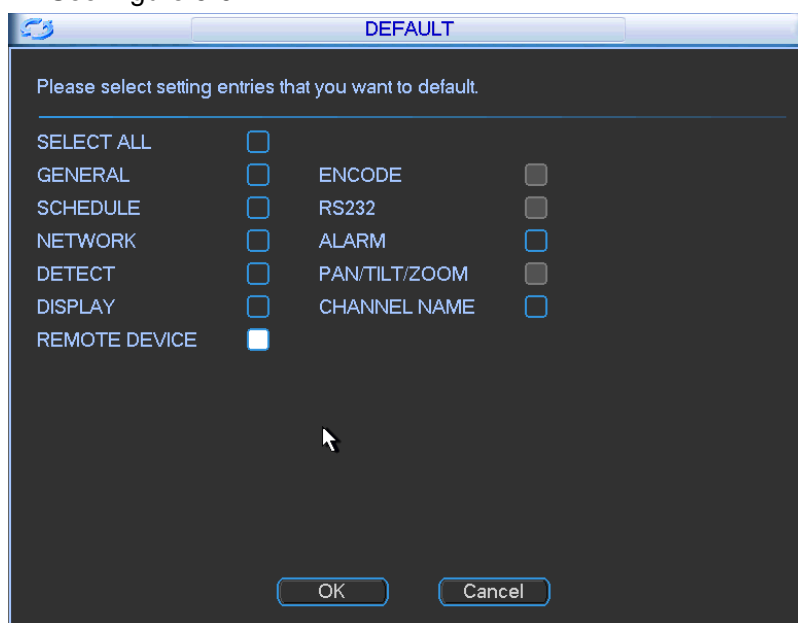 DEFAULT
Please select setting entries that you want to default.
SELECT ALL
GENERAL ENCODE
SCHEDULE RS232
NETWORK ALARM
DETECT PAN/TILT/ZOOM
DISPLAY CHANNEL NAME
REMOTE DEVICE
OK Cancel